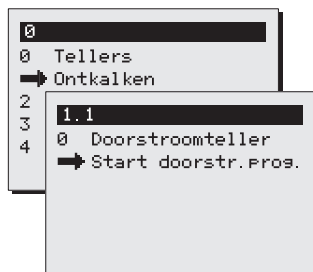 0
0 Tellers
Ontkalken
2
3
4
1.1
0 Doorstroomteller
Start doorstr.prog.